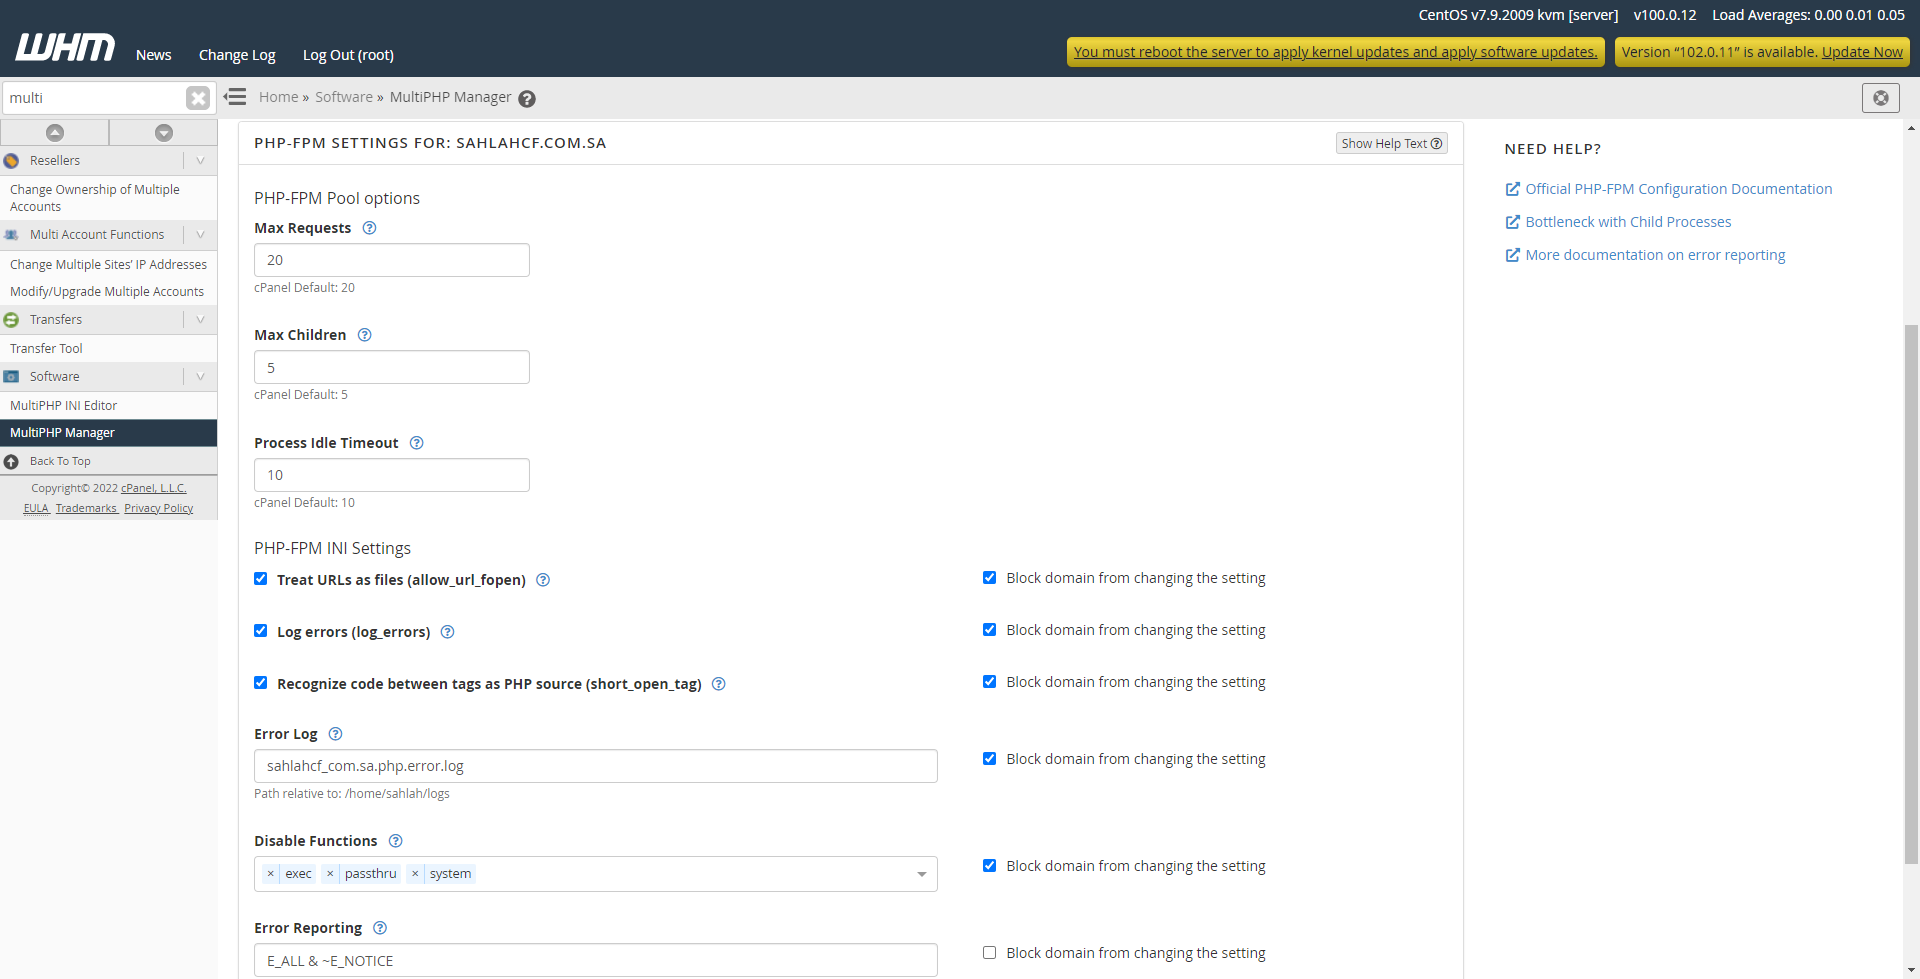 CentOS v7.9.2009 kvm [server] v100.0.12 Load Averages: 0.00 0.01 0.05
WHM
News Change Log Log Out (root)
You must reboot the server to apply kernel updates and apply software updates.
Version “102.0.11” is available. Update Now
multi
Home » Software » MultiPHP Manager
Resellers
Change Ownership of Multiple
Accounts
Multi Account Functions
Change Multiple Sites’ IP Addresses
Modify/Upgrade Multiple Accounts
Transfers
Transfer Tool
Software
MultiPHP INI Editor
MultiPHP Manager
Back To Top
Copyright© 2022 cPanel, L.L.C.
EULA Trademarks Privacy Policy
PHP-FPM SETTINGS FOR: SAHLAHCF.COM.SA
Show Help Text
PHP-FPM Pool options
Max Requests
20
cPanel Default: 20
Max Children
5
cPanel Default: 5
Process Idle Timeout
10
cPanel Default: 10
PHP-FPM INI Settings
Treat URLs as files (allow_url_fopen)
Block domain from changing the setting
Log errors (log_errors)
Block domain from changing the setting
Recognize code between tags as PHP source (short_open_tag)
Block domain from changing the setting
Error Log
sahlahcf_com.sa.php.error.log
Block domain from changing the setting
Path relative to: /home/sahlah/logs
Disable Functions
× exec × passthru × system
Block domain from changing the setting
Error Reporting
E_ALL & ~E_NOTICE
Block domain from changing the setting
NEED HELP?
Official PHP-FPM Configuration Documentation
Bottleneck with Child Processes
More documentation on error reporting